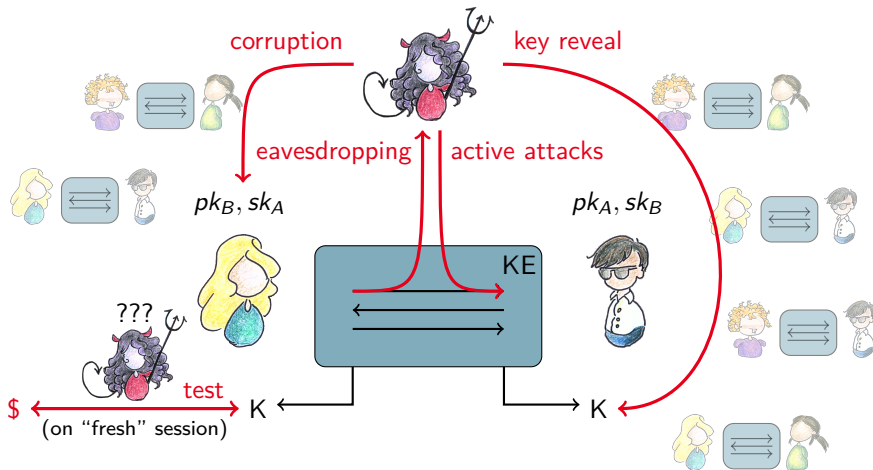 corruption
key reveal
eavesdropping
active attacks
pk_B, sk_A
pk_A, sk_B
KE
???
test
$
K
K
(on “fresh” session)